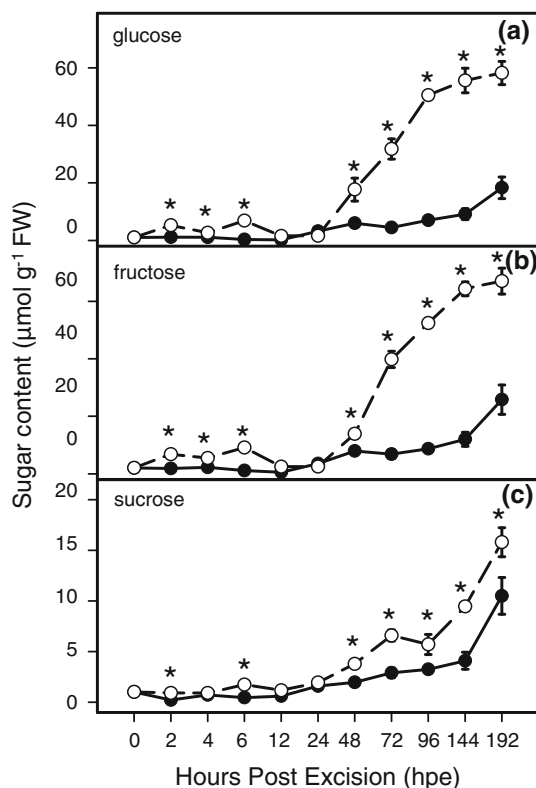 glucose
(a)
* * * * * * * *
60
40
20
0
fructose
(b)
* * * * * * * *
60
40
20
0
sucrose
(c)
* * * * * * *
20
15
10
5
0
Sugar content (µmol g⁻¹ FW)
0 2 4 6 12 24 48 72 96 144 192
Hours Post Excision (hpe)